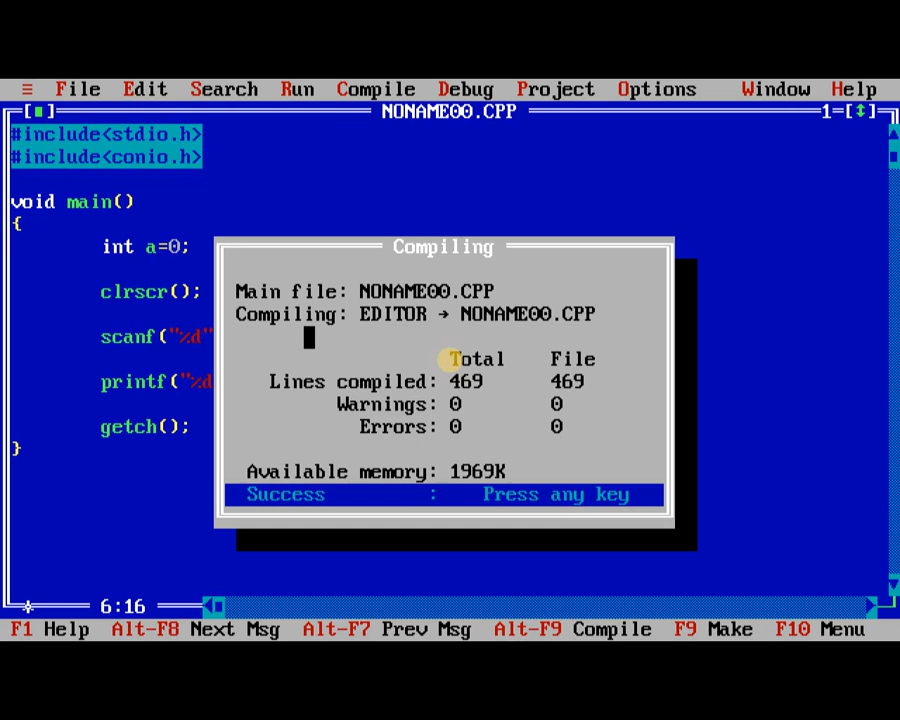 ≡ File Edit Search Run Compile Debug Project Options Window Help
NONAME00.CPP 1=[↕]
#include<stdio.h>
#include<conio.h>
void main()
{
int a=0;
clrscr();
scanf("%d"
printf("%d
getch();
}
Compiling
Main file: NONAME00.CPP
Compiling: EDITOR → NONAME00.CPP
Total File
Lines compiled: 469 469
Warnings: 0 0
Errors: 0 0
Available memory: 1969K
Success : Press any key
6:16
F1 Help Alt-F8 Next Msg Alt-F7 Prev Msg Alt-F9 Compile F9 Make F10 Menu